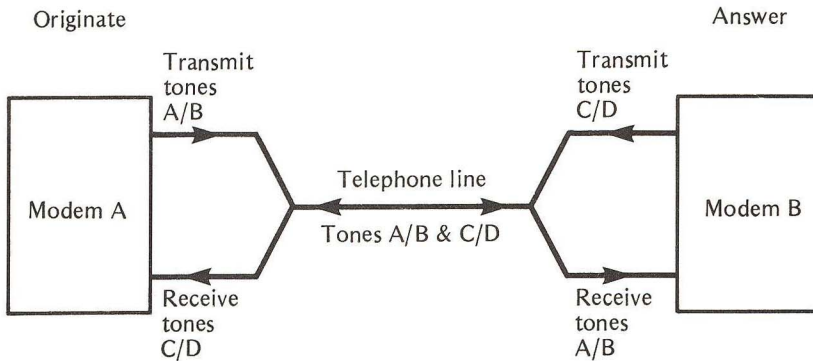 Originate
Answer
Transmit
tones
A/B
Transmit
tones
C/D
Modem A
Telephone line
Tones A/B & C/D
Modem B
Receive
tones
C/D
Receive
tones
A/B